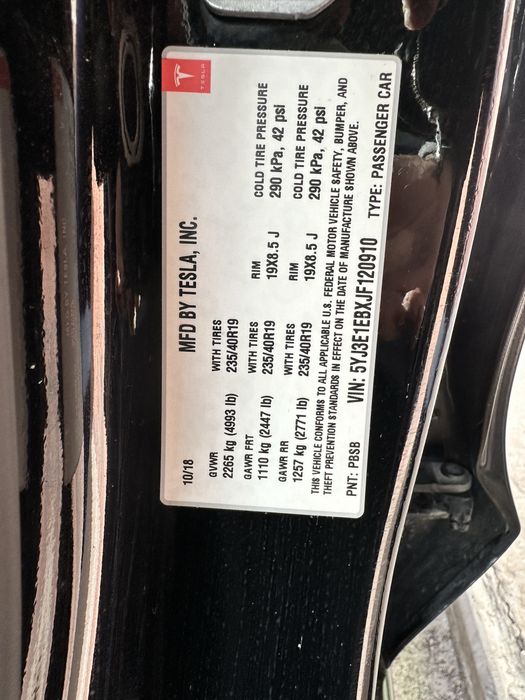 TESLA
MFD BY TESLA, INC.
10/18
GVWR WITH TIRES RIM COLD TIRE PRESSURE
2265 kg (4993 lb) 235/40R19
GAWR FRT WITH TIRES RIM COLD TIRE PRESSURE
1110 kg (2447 lb) 235/40R19 19X8.5 J 290 kPa, 42 psi
GAWR RR WITH TIRES RIM COLD TIRE PRESSURE
1257 kg (2771 lb) 235/40R19 19X8.5 J 290 kPa, 42 psi
THIS VEHICLE CONFORMS TO ALL APPLICABLE U.S. FEDERAL MOTOR VEHICLE SAFETY, BUMPER, AND
THEFT PREVENTION STANDARDS IN EFFECT ON THE DATE OF MANUFACTURE SHOWN ABOVE.
PNT: PBSB VIN: 5YJ3E1EBXJF120910 TYPE: PASSENGER CAR